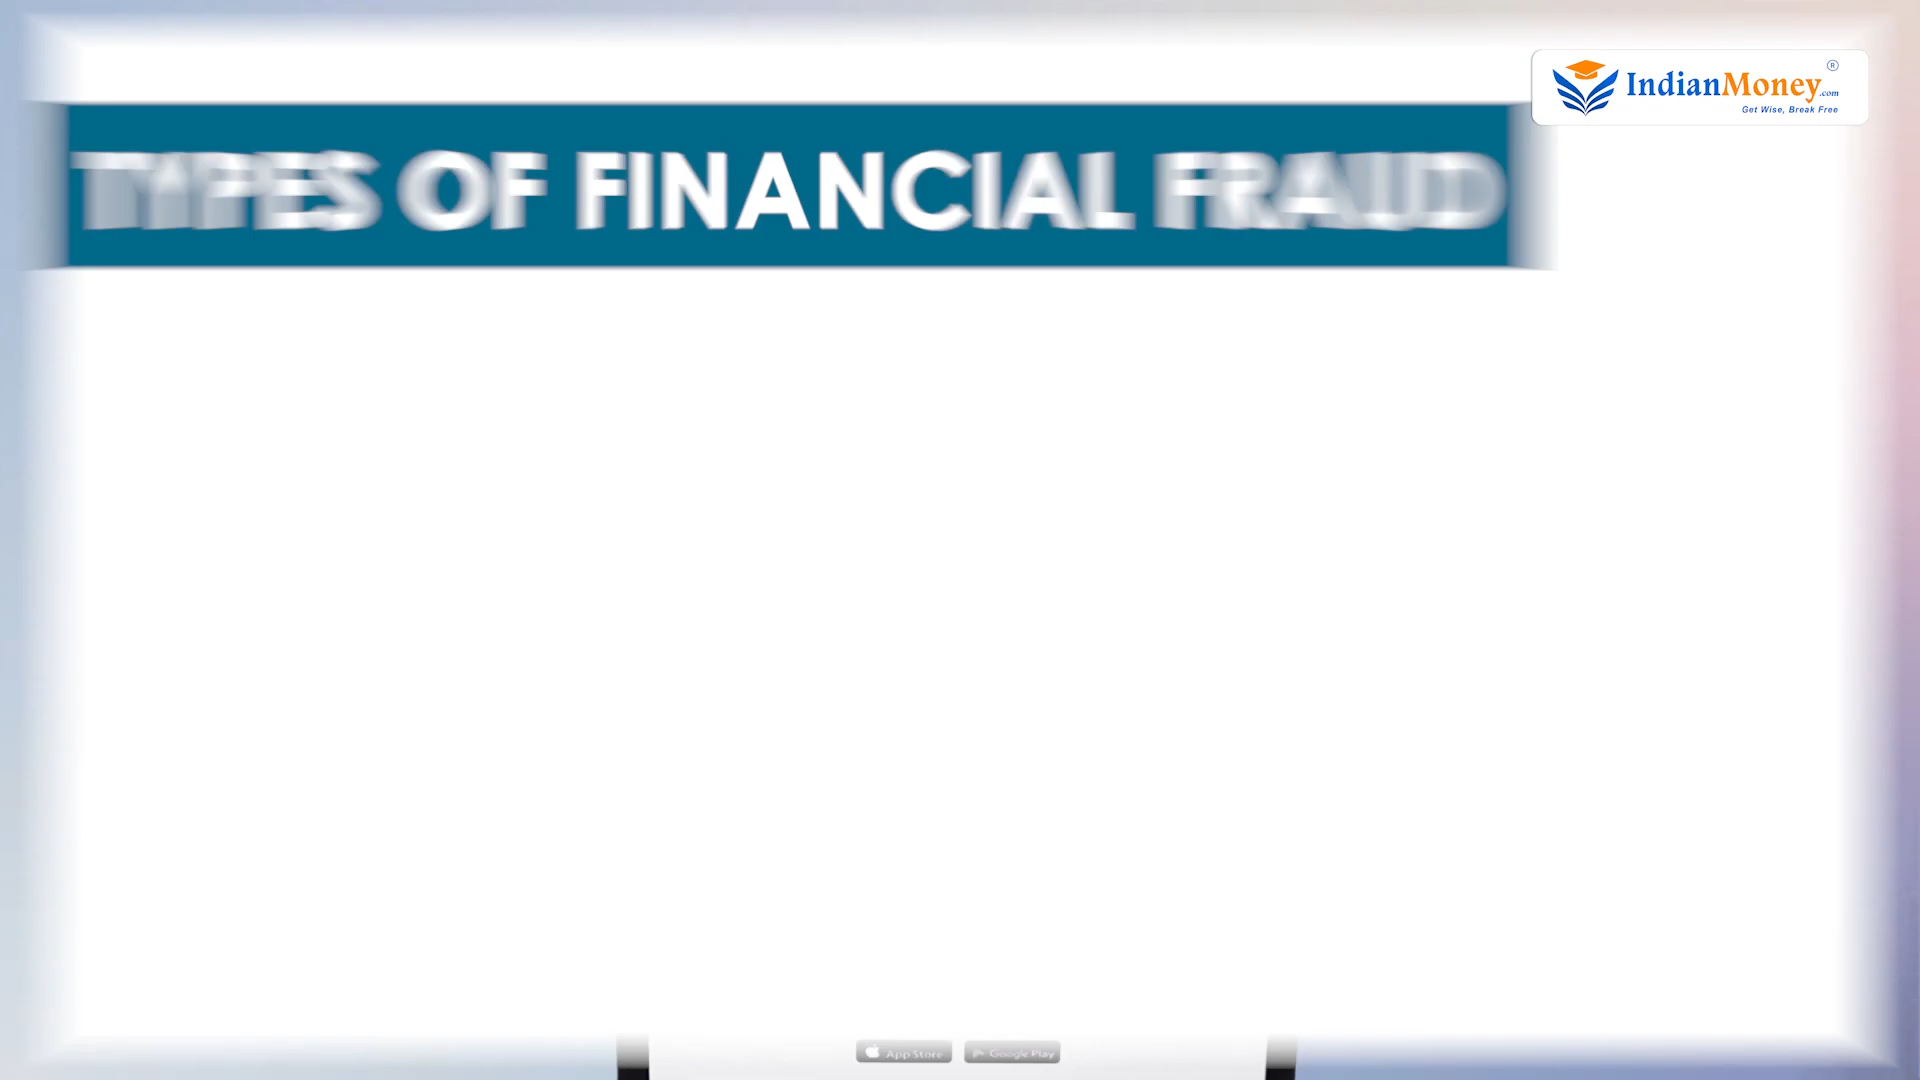 IndianMoney.com ®
Get Wise, Break Free
TYPES OF FINANCIAL FRAUD
App Store
Google Play